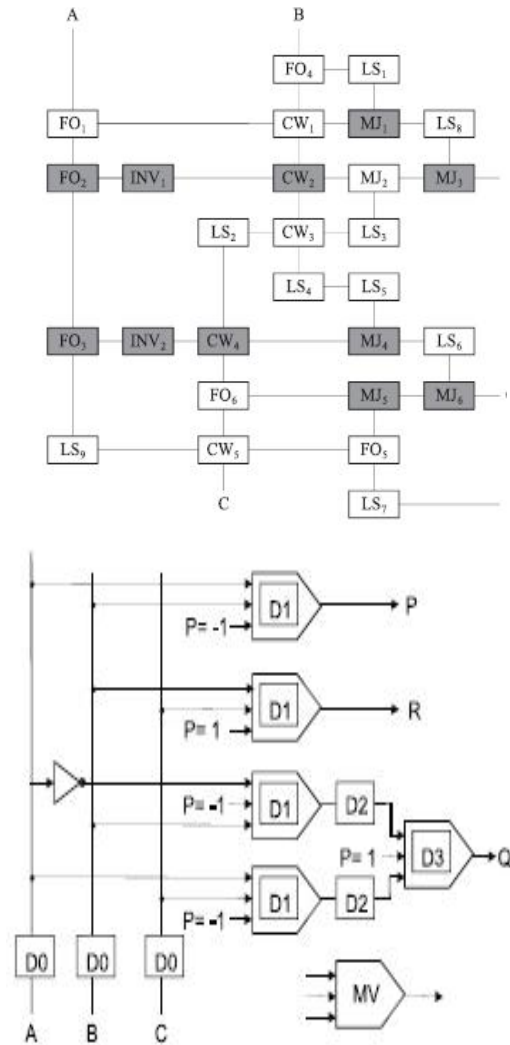 A B
FO₄ LS₁
FO₁ CW₁ MJ₁ LS₈
FO₂ INV₁ CW₂ MJ₂ MJ₃
LS₂ CW₃ LS₃
LS₄ LS₅
FO₃ INV₂ CW₄ MJ₄ LS₆
FO₆ MJ₅ MJ₆
LS₉ CW₅ FO₅
C
LS₇
D1 P
P= -1
D1 R
P= 1
D1 D2
P= -1
P= 1 D3 Q
D1 D2
P= -1
D0 D0 D0
MV
A B C